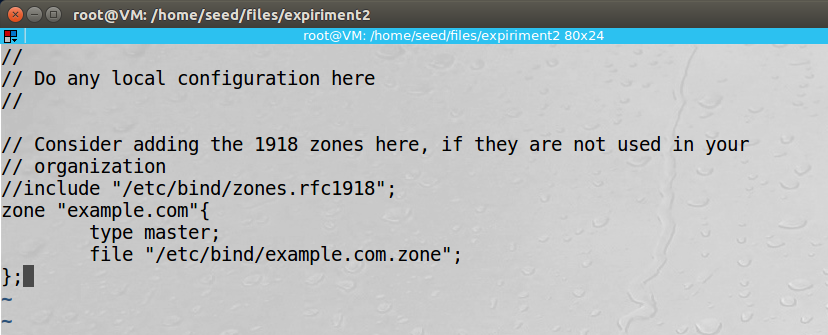 root@VM: /home/seed/files/expiriment2
root@VM: /home/seed/files/expiriment2 80x24
//
// Do any local configuration here
//
// Consider adding the 1918 zones here, if they are not used in your
// organization
//include "/etc/bind/zones.rfc1918";
zone "example.com"{
        type master;
        file "/etc/bind/example.com.zone";
};
~
~